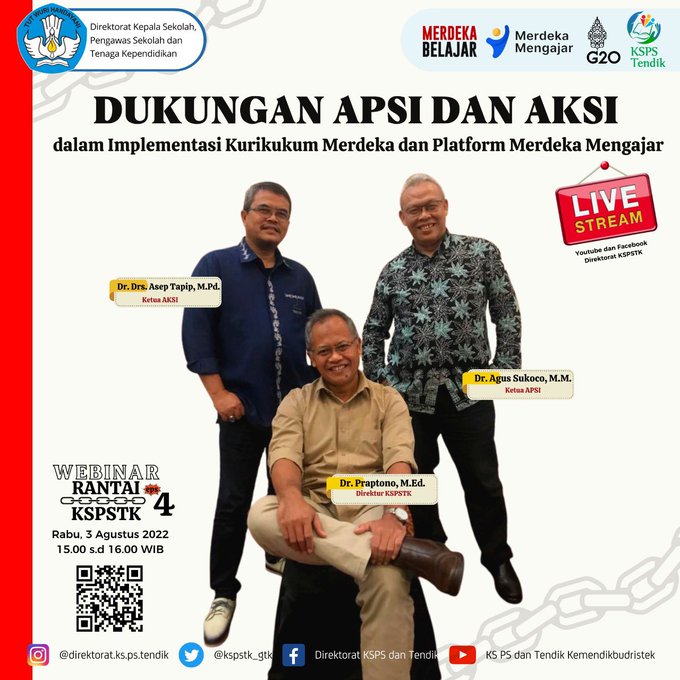 TUT WURI HANDAYANI
Direktorat Kepala Sekolah,
Pengawas Sekolah dan
Tenaga Kependidikan
MERDEKA
BELAJAR
Merdeka
Mengajar
G20
KSPS
Tendik
DUKUNGAN APSI DAN AKSI
dalam Implementasi Kurikukum Merdeka dan Platform Merdeka Mengajar
LIVE
STREAM
Youtube dan Facebook
Direktorat KSPSTK
Dr. Drs. Asep Tapip, M.Pd.
Ketua AKSI
Dr. Agus Sukoco, M.M.
Ketua APSI
Dr. Praptono, M.Ed.
Direktur KSPSTK
WEBINAR
RANTAI
KSPSTK
eps
4
Rabu, 3 Agustus 2022
15.00 s.d 16.00 WIB
@direktorat.ks.ps.tendik
@kspstk_gtk
Direktorat KSPS dan Tendik
KS PS dan Tendik Kemendikbudristek